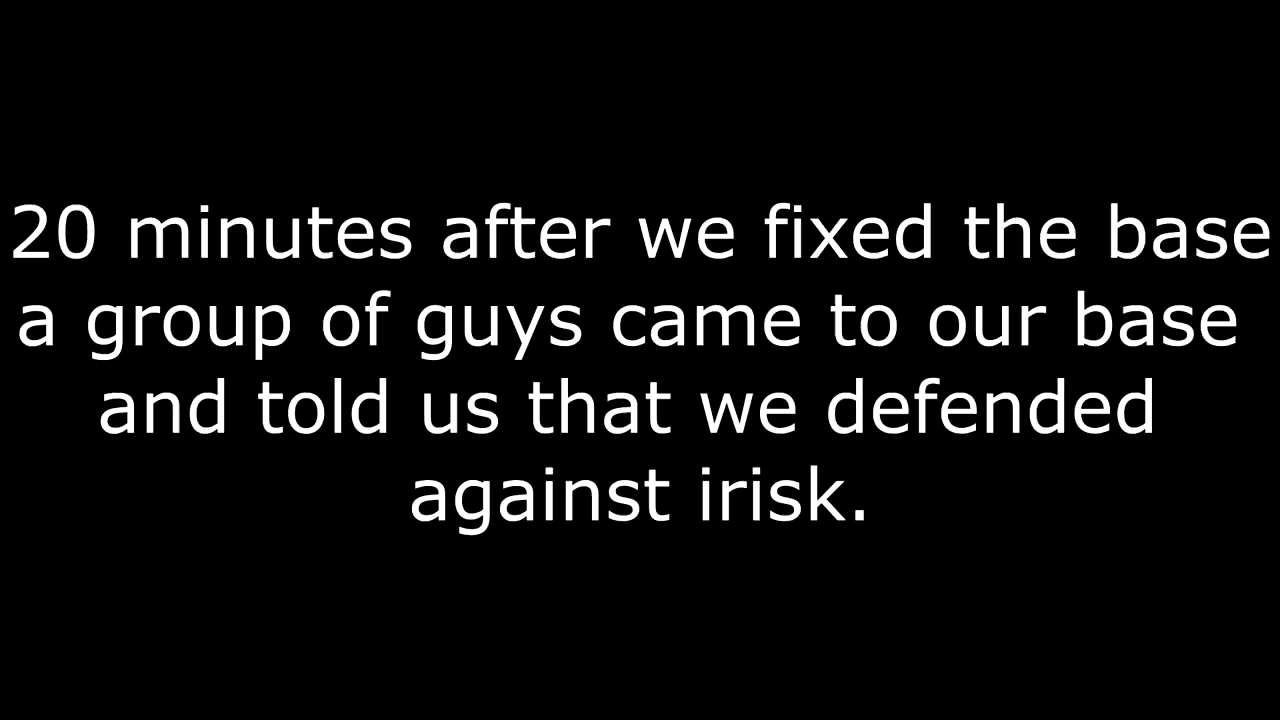 20 minutes after we fixed the base
a group of guys came to our base
and told us that we defended
against irisk.